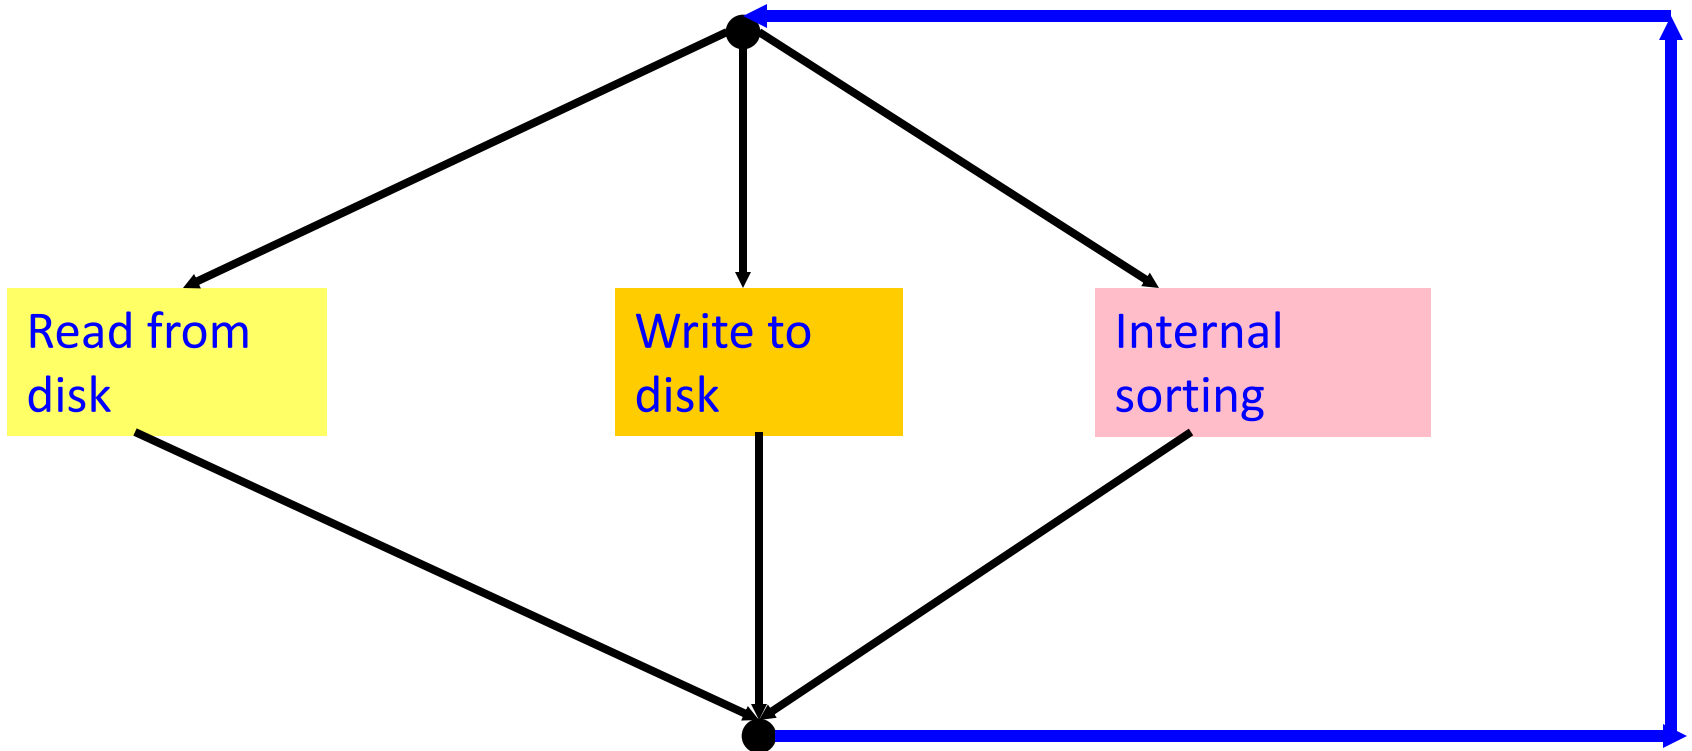 Read from
disk
Write to
disk
Internal
sorting